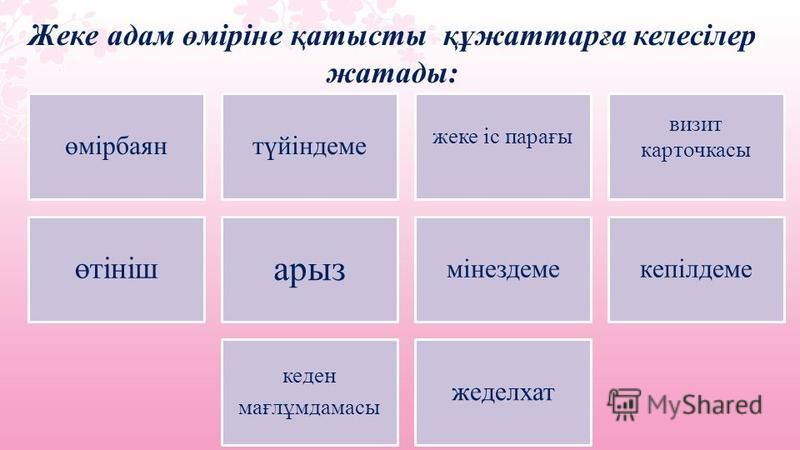 Жеке адам өміріне қатысты құжаттарға келесілер
жатады:
өмірбаян
түйіндеме
жеке іс парағы
визит
карточкасы
өтініш
арыз
мінездеме
кепілдеме
кеден
мағлұмдамасы
жеделхат
MyShared